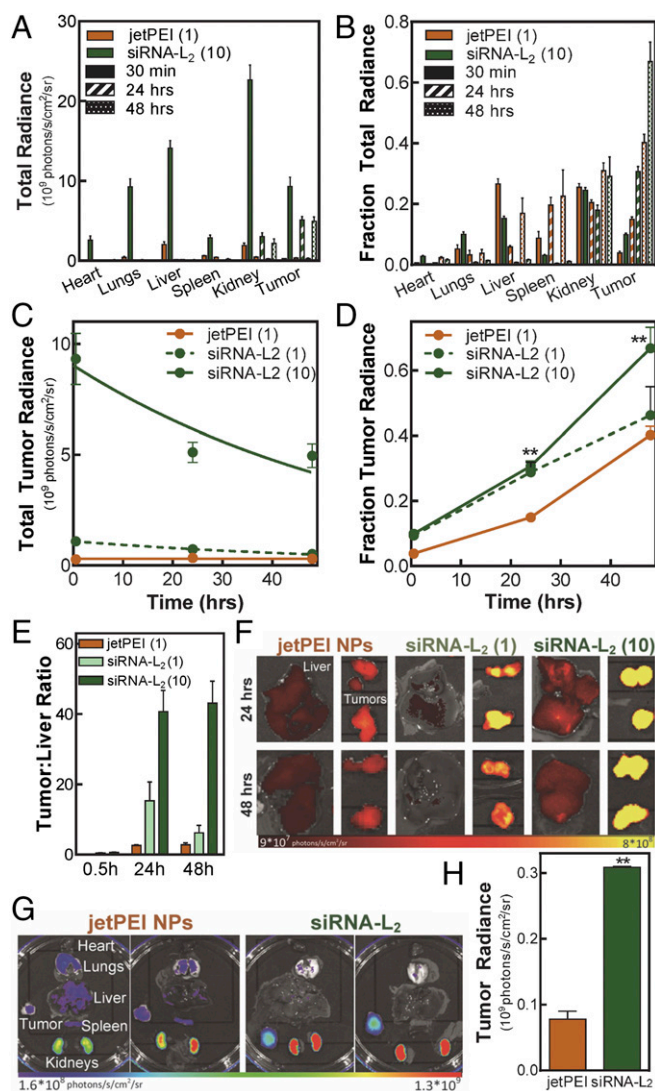 A
jetPEI (1)
siRNA-L₂ (10)
30 min
24 hrs
48 hrs
Total Radiance
(10⁹ photons/s/cm²/sr)
30
20
10
0
Heart
Lungs
Liver
Spleen
Kidney
Tumor
B
jetPEI (1)
siRNA-L₂ (10)
30 min
24 hrs
48 hrs
Fraction Total Radiance
0.8
0.6
0.4
0.2
0.0
Heart
Lungs
Liver
Spleen
Kidney
Tumor
C
jetPEI (1)
siRNA-L2 (1)
siRNA-L2 (10)
Total Tumor Radiance
(10⁹ photons/s/cm²/sr)
10
5
0
0 10 20 30 40
Time (hrs)
D
jetPEI (1)
siRNA-L2 (1)
siRNA-L2 (10)
**
**
Fraction Tumor Radiance
0.8
0.6
0.4
0.2
0.0
0 10 20 30 40
Time (hrs)
E
jetPEI (1)
siRNA-L₂ (1)
siRNA-L₂ (10)
Tumor:Liver Ratio
60
40
20
0
0.5h 24h 48h
F
jetPEI NPs siRNA-L₂ (1) siRNA-L₂ (10)
24 hrs
Liver
Tumors
48 hrs
9*10⁷ photons/s/cm²/sr 8*10⁸
G
jetPEI NPs siRNA-L₂
Heart
Lungs
Liver
Tumor Spleen
Kidneys
1.6*10⁸ photons/s/cm²/sr 1.3*10⁹
H
**
Tumor Radiance
(10⁹ photons/s/cm²/sr)
0.3
0.2
0.1
0.0
jetPEI siRNA-L2